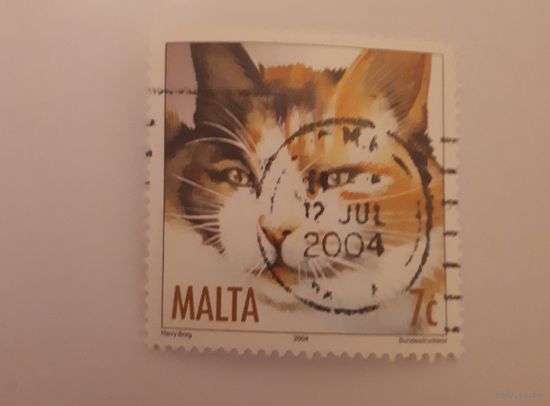 12 JUL
2004
MALTA 7c
Harry Borg 2004 Bundesdruckerei